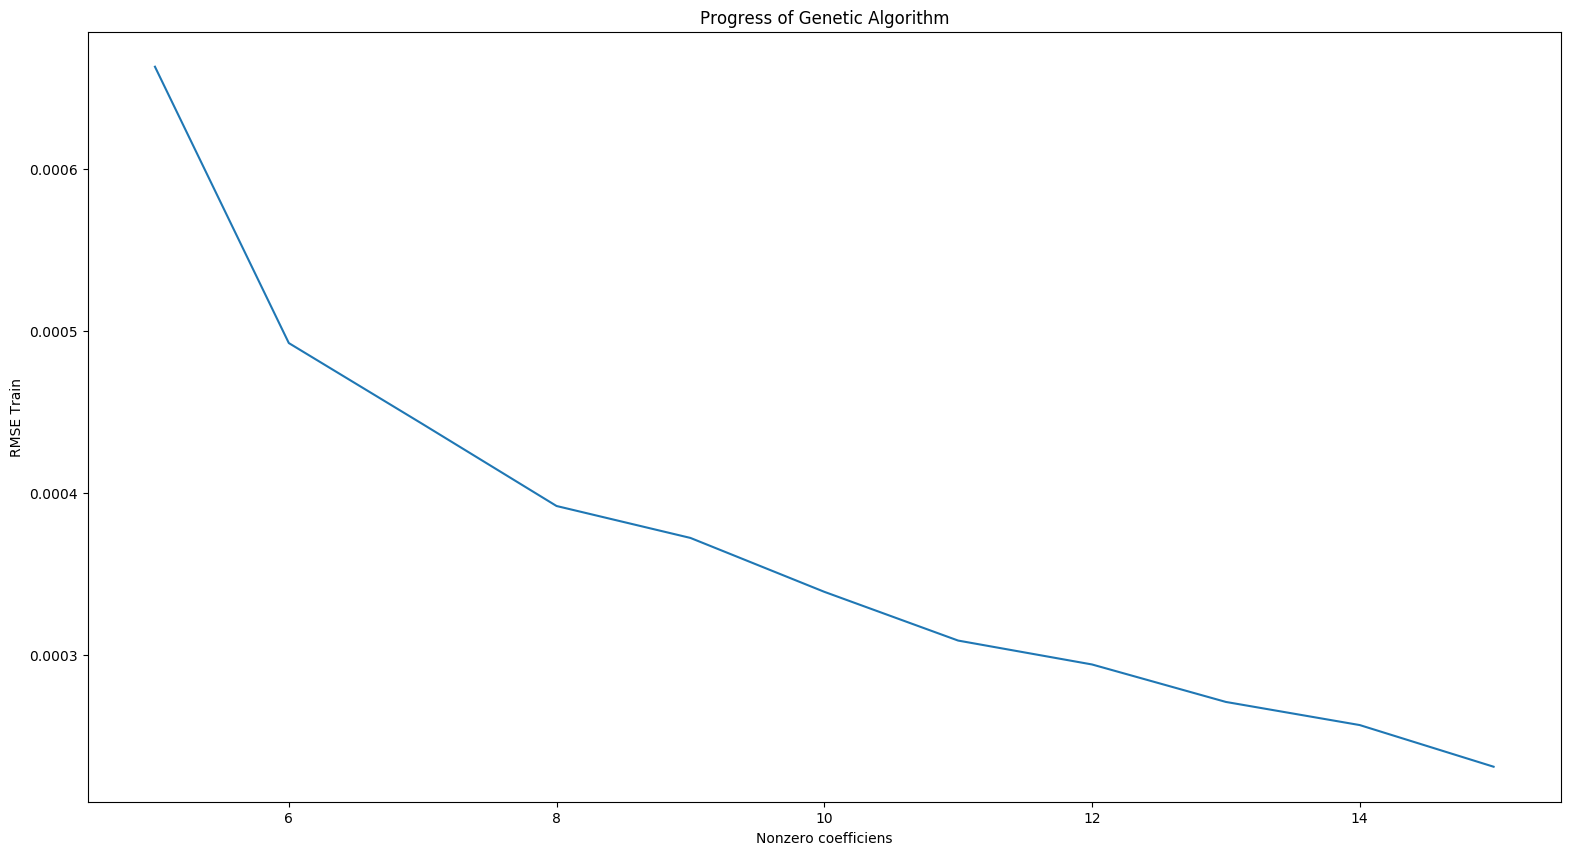 Progress of Genetic Algorithm
0.0006
0.0005
0.0004
0.0003
RMSE Train
6 8 10 12 14
Nonzero coefficiens